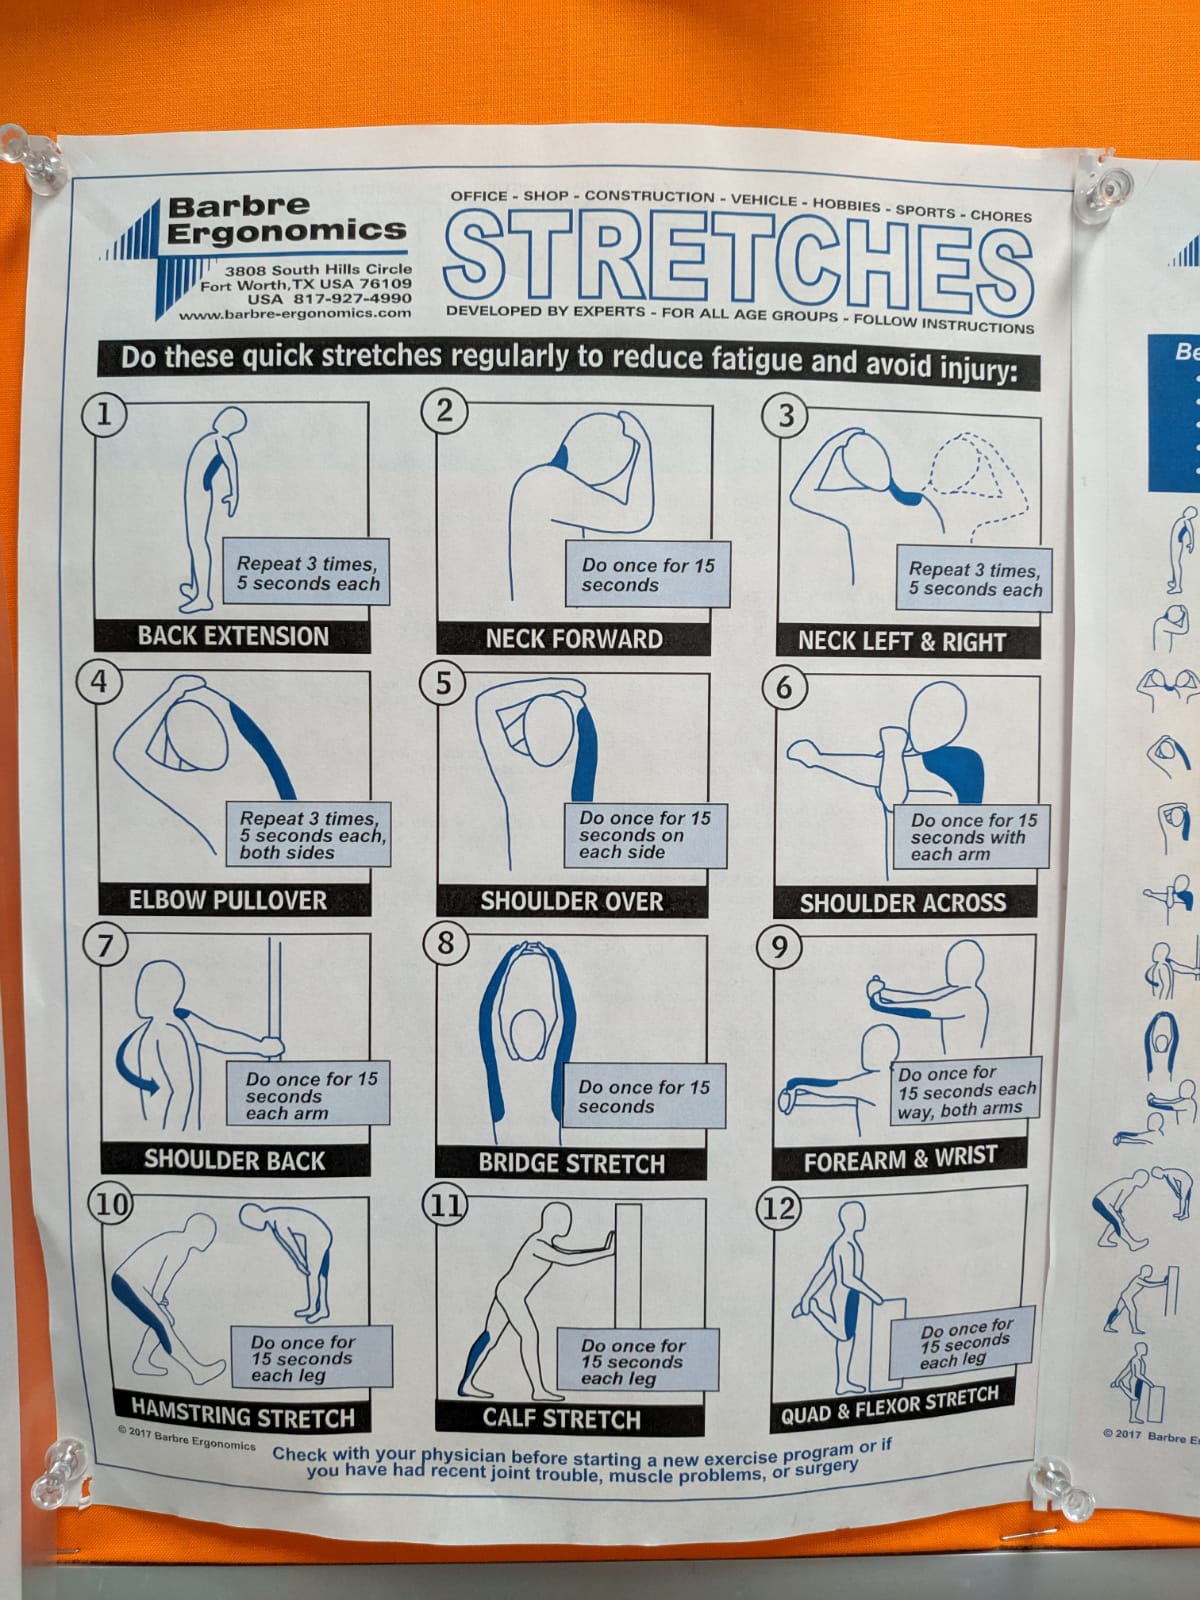 Barbre
Ergonomics
3808 South Hills Circle
Fort Worth, TX USA 76109
USA 817-927-4990
www.barbre-ergonomics.com
OFFICE - SHOP - CONSTRUCTION - VEHICLE - HOBBIES - SPORTS - CHORES
STRETCHES
DEVELOPED BY EXPERTS - FOR ALL AGE GROUPS - FOLLOW INSTRUCTIONS
Do these quick stretches regularly to reduce fatigue and avoid injury:
1
Repeat 3 times,
5 seconds each
BACK EXTENSION
2
Do once for 15
seconds
NECK FORWARD
3
Repeat 3 times,
5 seconds each
NECK LEFT & RIGHT
4
Repeat 3 times,
5 seconds each,
both sides
ELBOW PULLOVER
5
Do once for 15
seconds on
each side
SHOULDER OVER
6
Do once for 15
seconds with
each arm
SHOULDER ACROSS
7
Do once for 15
seconds
each arm
SHOULDER BACK
8
Do once for 15
seconds
BRIDGE STRETCH
9
Do once for
15 seconds each
way, both arms
FOREARM & WRIST
10
Do once for
15 seconds
each leg
HAMSTRING STRETCH
11
Do once for
15 seconds
each leg
CALF STRETCH
12
Do once for
15 seconds
each leg
QUAD & FLEXOR STRETCH
© 2017 Barbre Ergonomics
Check with your physician before starting a new exercise program or if
you have had recent joint trouble, muscle problems, or surgery
© 2017 Barbre